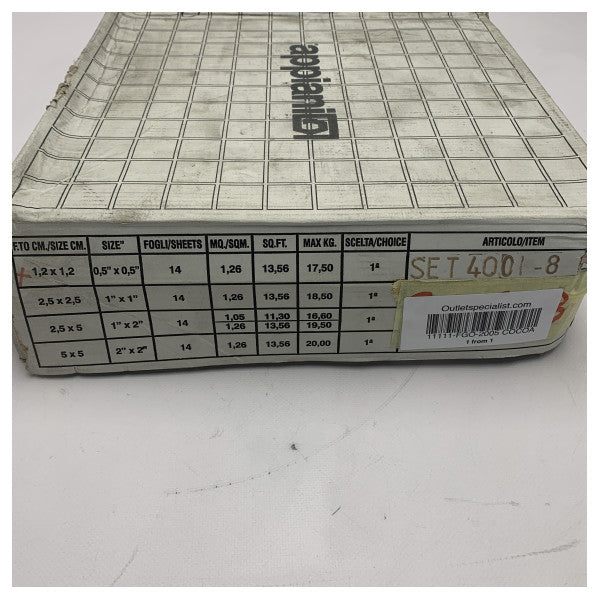 appiani
F.TO CM./SIZE CM. SIZE" FOGLI/SHEETS MQ./SQM. SQ.FT. MAX KG. SCELTA/CHOICE ARTICOLO/ITEM
+ 1,2 x 1,2 0,5" x 0,5" 14 1,26 13,56 17,50 1ª SET 4001-8
2,5 x 2,5 1" x 1" 14 1,26 13,56 18,50 1ª
2,5 x 5 1" x 2" 14 1,05 11,30 16,60 1ª
1,26 13,56 19,50
5 x 5 2" x 2" 14 1,26 13,56 20,00 1ª
Outletspecialist.com
11111-FGO-2005 COCOA
1 from 1